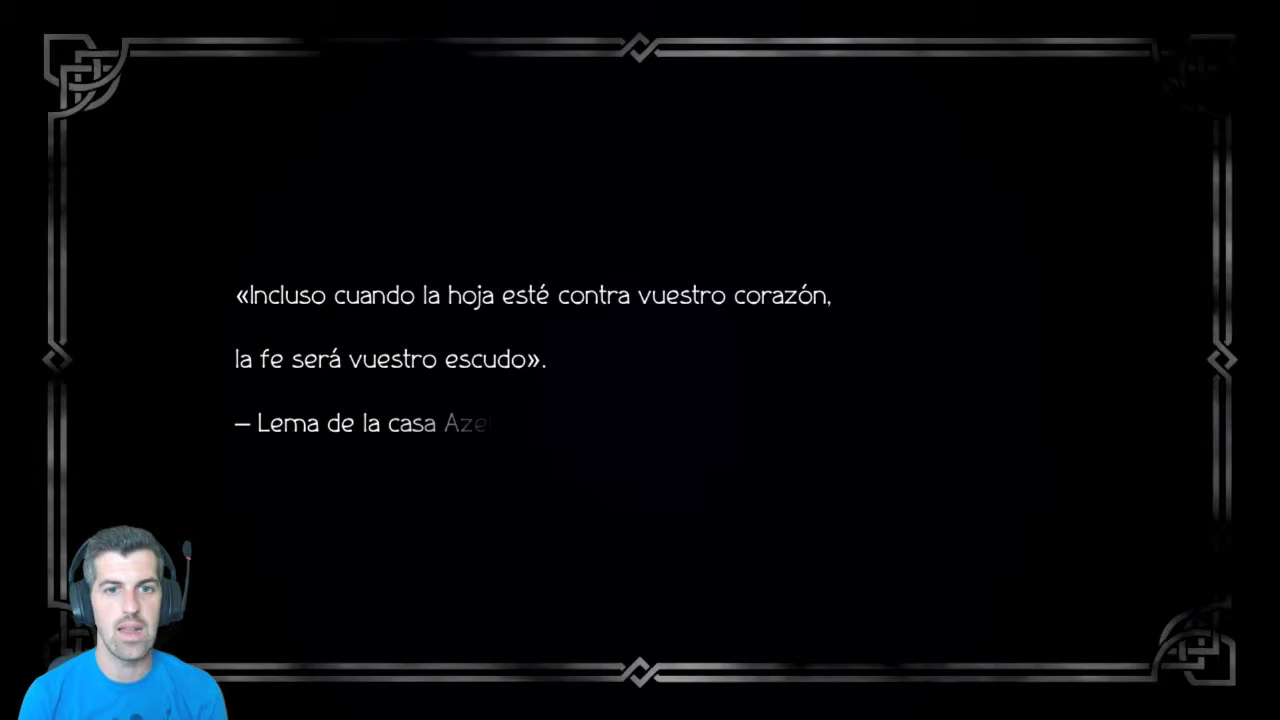 «Incluso cuando la hoja esté contra vuestro corazón,
la fe será vuestro escudo».
— Lema de la casa